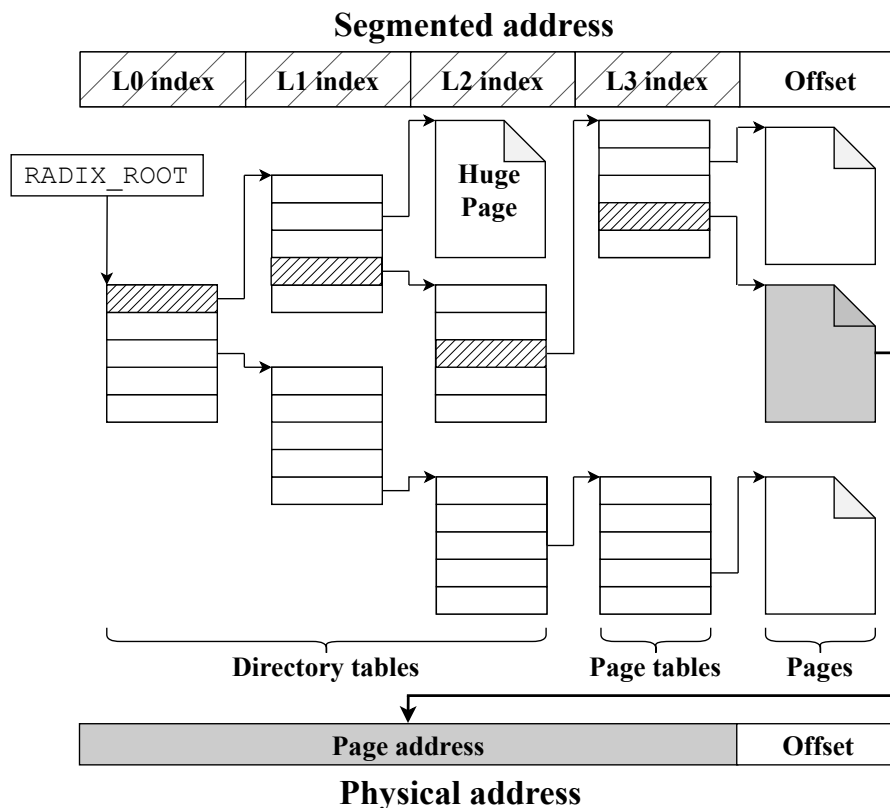 Segmented address
L0 index
L1 index
L2 index
L3 index
Offset
RADIX_ROOT
Huge
Page
Directory tables
Page tables
Pages
Page address
Offset
Physical address